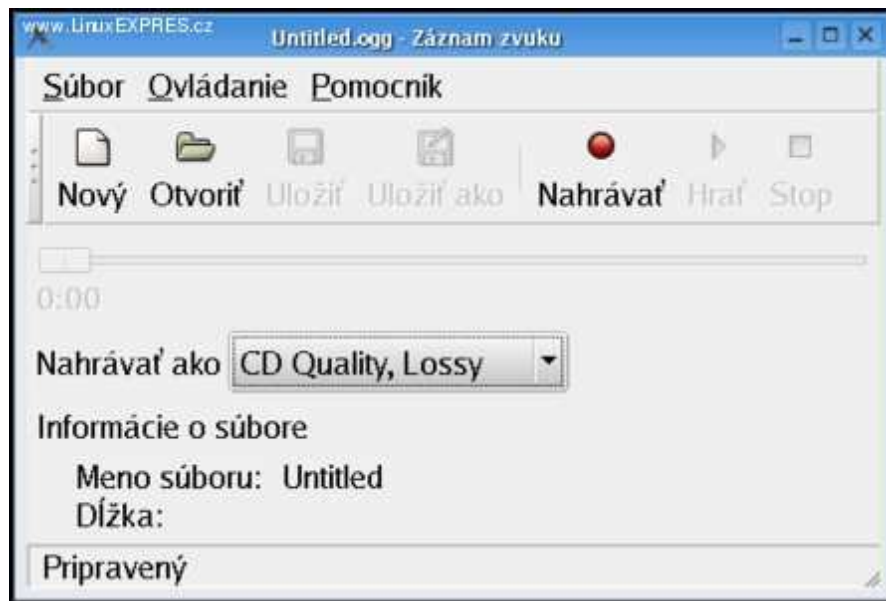 www.LinuxEXPRES.cz
Untitled.ogg - Záznam zvuku
Súbor Ovládanie Pomocník
Nový Otvoriť Uložiť Uložiť ako Nahrávať Hrať Stop
0:00
Nahrávať ako CD Quality, Lossy
Informácie o súbore
Meno súboru: Untitled
Dĺžka:
Pripravený